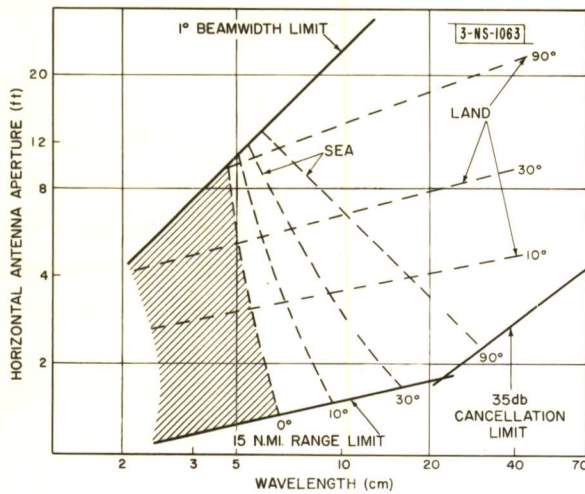 1° BEAMWIDTH LIMIT
3-NS-1063
90°
LAND
SEA
30°
10°
90°
0°
10°
30°
15 N.MI. RANGE LIMIT
35db
CANCELLATION
LIMIT
HORIZONTAL ANTENNA APERTURE (ft)
20
12
8
4
2
2
3
5
10
20
40
70
WAVELENGTH (cm)